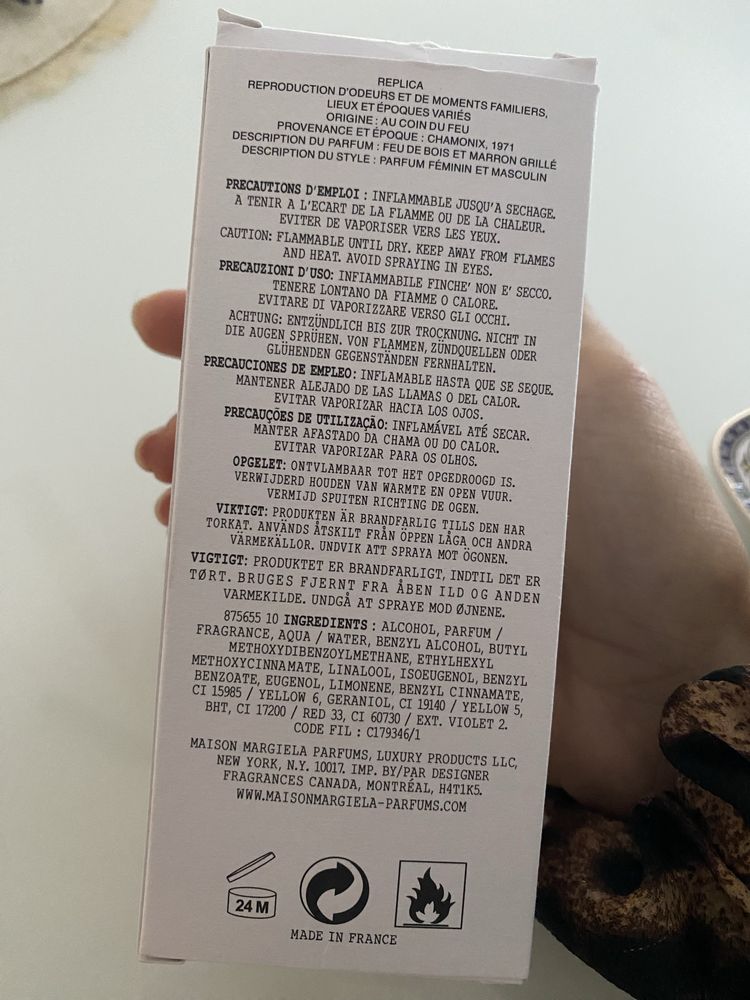 REPLICA
REPRODUCTION D'ODEURS ET DE MOMENTS FAMILIERS,
LIEUX ET ÉPOQUES VARIÉS
ORIGINE : AU COIN DU FEU
PROVENANCE ET ÉPOQUE : CHAMONIX, 1971
DESCRIPTION DU PARFUM : FEU DE BOIS ET MARRON GRILLÉ
DESCRIPTION DU STYLE : PARFUM FÉMININ ET MASCULIN
PRECAUTIONS D'EMPLOI : INFLAMMABLE JUSQU'A SECHAGE.
A TENIR A L'ECART DE LA FLAMME OU DE LA CHALEUR.
EVITER DE VAPORISER VERS LES YEUX.
CAUTION: FLAMMABLE UNTIL DRY. KEEP AWAY FROM FLAMES
AND HEAT. AVOID SPRAYING IN EYES.
PRECAUZIONI D'USO: INFIAMMABILE FINCHE' NON E' SECCO.
TENERE LONTANO DA FIAMME O CALORE.
EVITARE DI VAPORIZZARE VERSO GLI OCCHI.
ACHTUNG: ENTZÜNDLICH BIS ZUR TROCKNUNG. NICHT IN
DIE AUGEN SPRÜHEN. VON FLAMMEN, ZÜNDQUELLEN ODER
GLÜHENDEN GEGENSTÄNDEN FERNHALTEN.
PRECAUCIONES DE EMPLEO: INFLAMABLE HASTA QUE SE SEQUE.
MANTENER ALEJADO DE LAS LLAMAS O DEL CALOR.
EVITAR VAPORIZAR HACIA LOS OJOS.
PRECAUÇÕES DE UTILIZAÇÃO: INFLAMÁVEL ATÉ SECAR.
MANTER AFASTADO DA CHAMA OU DO CALOR.
EVITAR VAPORIZAR PARA OS OLHOS.
OPGELET: ONTVLAMBAAR TOT HET OPGEDROOGD IS.
VERWIJDERD HOUDEN VAN WARMTE EN OPEN VUUR.
VERMIJD SPUITEN RICHTING DE OGEN.
VIKTIGT: PRODUKTEN ÄR BRANDFARLIG TILLS DEN HAR
TORKAT. ANVÄNDS ÅTSKILT FRÅN ÖPPEN LÅGA OCH ANDRA
VÄRMEKÄLLOR. UNDVIK ATT SPRAYA MOT ÖGONEN.
VIGTIGT: PRODUKTET ER BRANDFARLIGT, INDTIL DET ER
TØRT. BRUGES FJERNT FRA ÅBEN ILD OG ANDEN
VARMEKILDE. UNDGÅ AT SPRAYE MOD ØJNENE.
875655 10 INGREDIENTS : ALCOHOL, PARFUM /
FRAGRANCE, AQUA / WATER, BENZYL ALCOHOL, BUTYL
METHOXYDIBENZOYLMETHANE, ETHYLHEXYL
METHOXYCINNAMATE, LINALOOL, ISOEUGENOL, BENZYL
BENZOATE, EUGENOL, LIMONENE, BENZYL CINNAMATE,
CI 15985 / YELLOW 6, GERANIOL, CI 19140 / YELLOW 5,
BHT, CI 17200 / RED 33, CI 60730 / EXT. VIOLET 2.
CODE FIL : C179346/1
MAISON MARGIELA PARFUMS, LUXURY PRODUCTS LLC,
NEW YORK, N.Y. 10017. IMP. BY/PAR DESIGNER
FRAGRANCES CANADA, MONTRÉAL, H4T1K5.
WWW.MAISONMARGIELA-PARFUMS.COM
24 M
MADE IN FRANCE